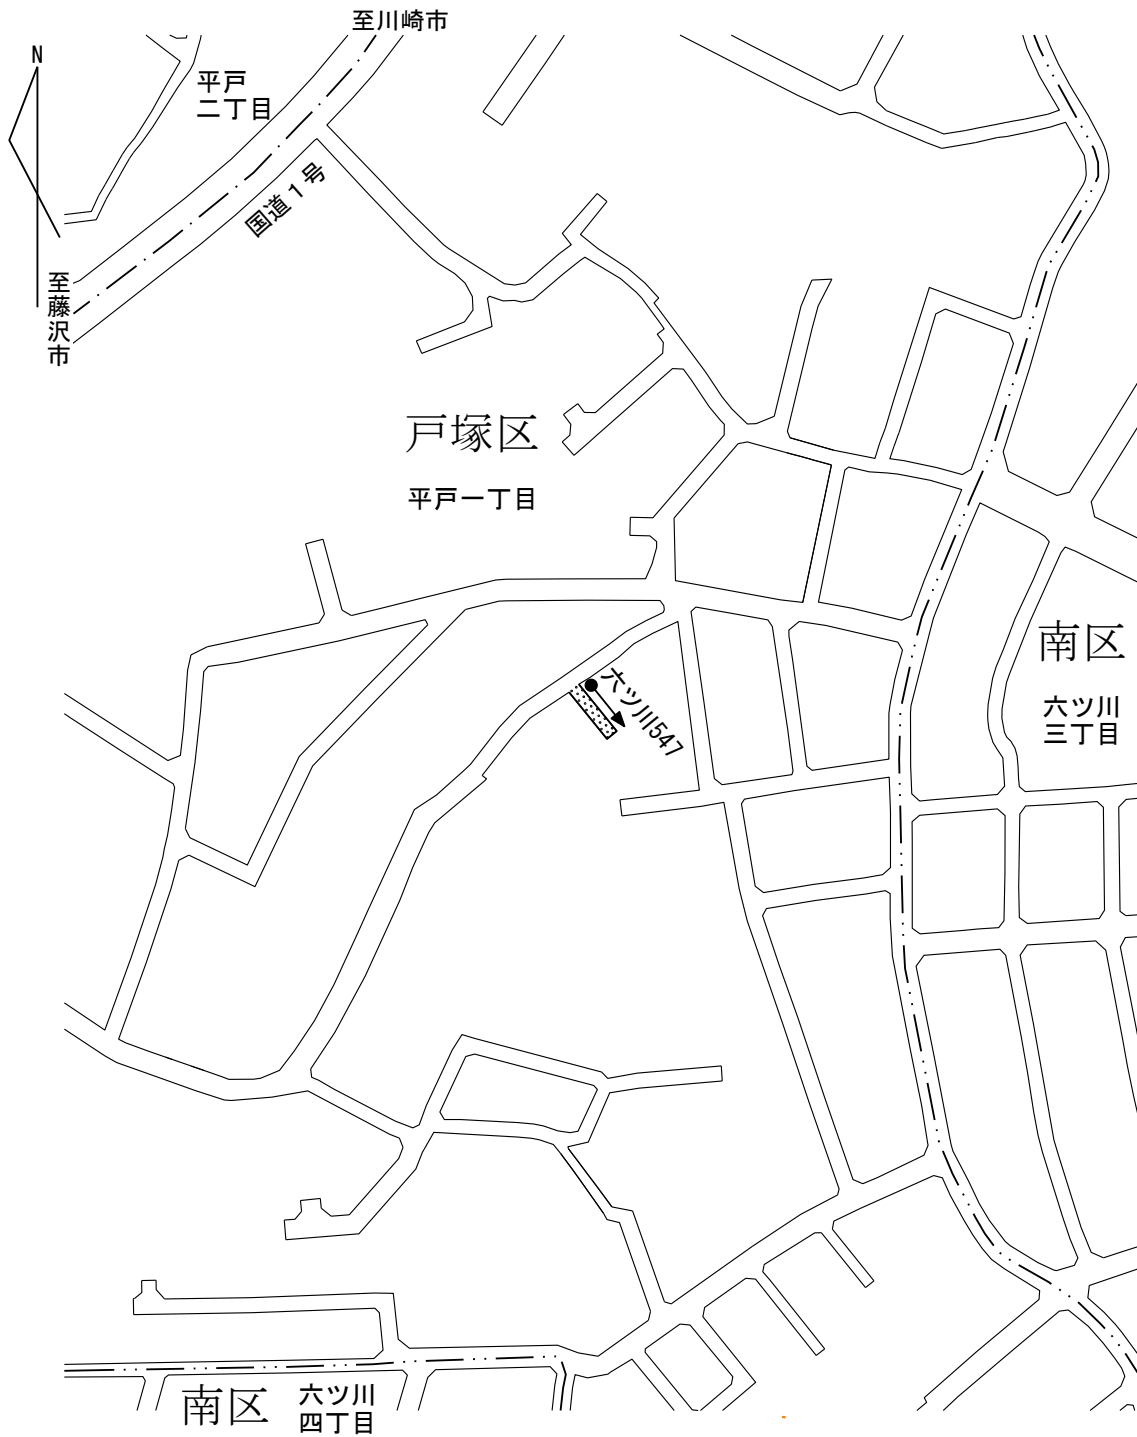 至川崎市
N
平戸
二丁目
国道１号
至藤沢市
戸塚区
平戸一丁目
南区
六ツ川
三丁目
六ツ川547
南区
六ツ川
四丁目